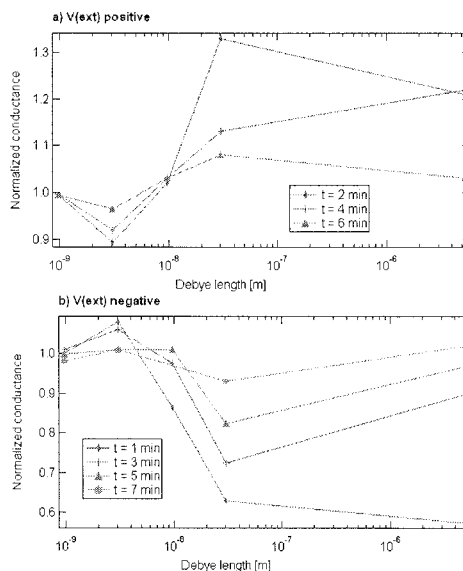 a) V(ext) positive
1.3
1.2
1.1
1.0
0.9
Normalized conductance
t = 2 min
t = 4 min
t = 6 min
10⁻⁹
10⁻⁸
10⁻⁷
10⁻⁶
Debye length [m]
b) V(ext) negative
1.0
0.9
0.8
0.7
0.6
Normalized conductance
t = 1 min
t = 3 min
t = 5 min
t = 7 min
10⁻⁹
10⁻⁸
10⁻⁷
10⁻⁶
Debye length [m]